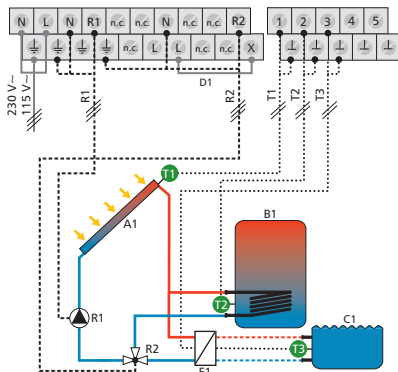 N L N R1 n.c. n.c. N n.c. n.c. R2 1 2 3 4 5
n.c. L L n.c. X
D1
230 V~
115 V~
R1
R2
T1
T2
T3
T1
A1
B1
T2
C1
R1
R2
T3
F1